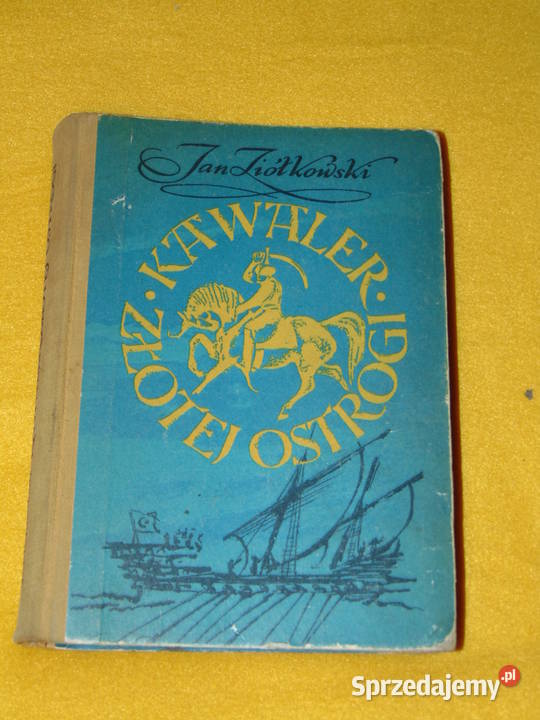 Jan Ziółkowski
KAWALER · ZŁOTEJ OSTROGI ·
Sprzedajemy.pl